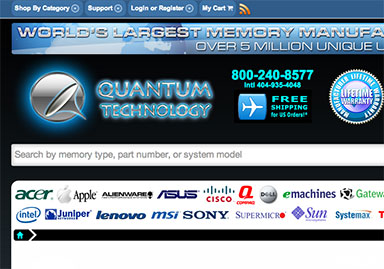 Shop By Category Support Login or Register My Cart
WORLD'S LARGEST MEMORY MANUFA
OVER 5 MILLION UNIQUE U
QUANTUM
TECHNOLOGY
800-240-8577
Intl 404-935-4048
FREE
SHIPPING
For US Orders!*
LIFETIME WARRANTY
LIFETIME
WARRANTY
Search by memory type, part number, or system model
acer Apple ALIENWARE ASUS CISCO COMPAQ DELL eMachines Gatew
intel Juniper NETWORKS lenovo msi SONY SUPERMICRO Sun Systemax T